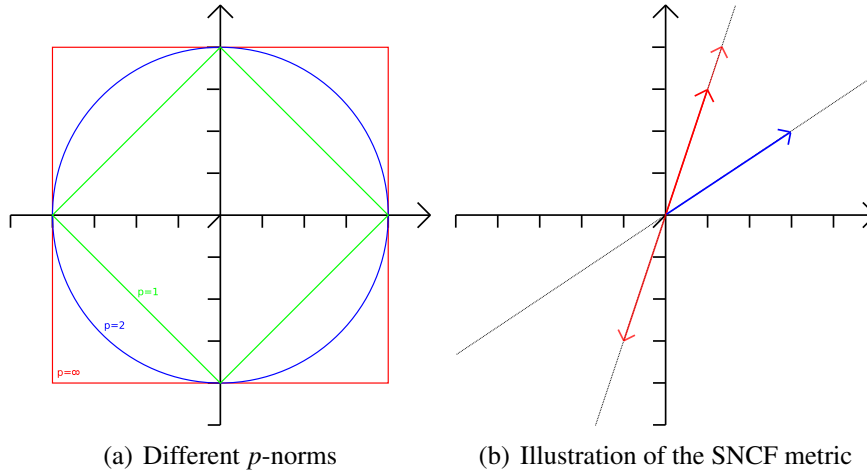 p=1
p=2
p=∞
(a) Different p-norms
(b) Illustration of the SNCF metric